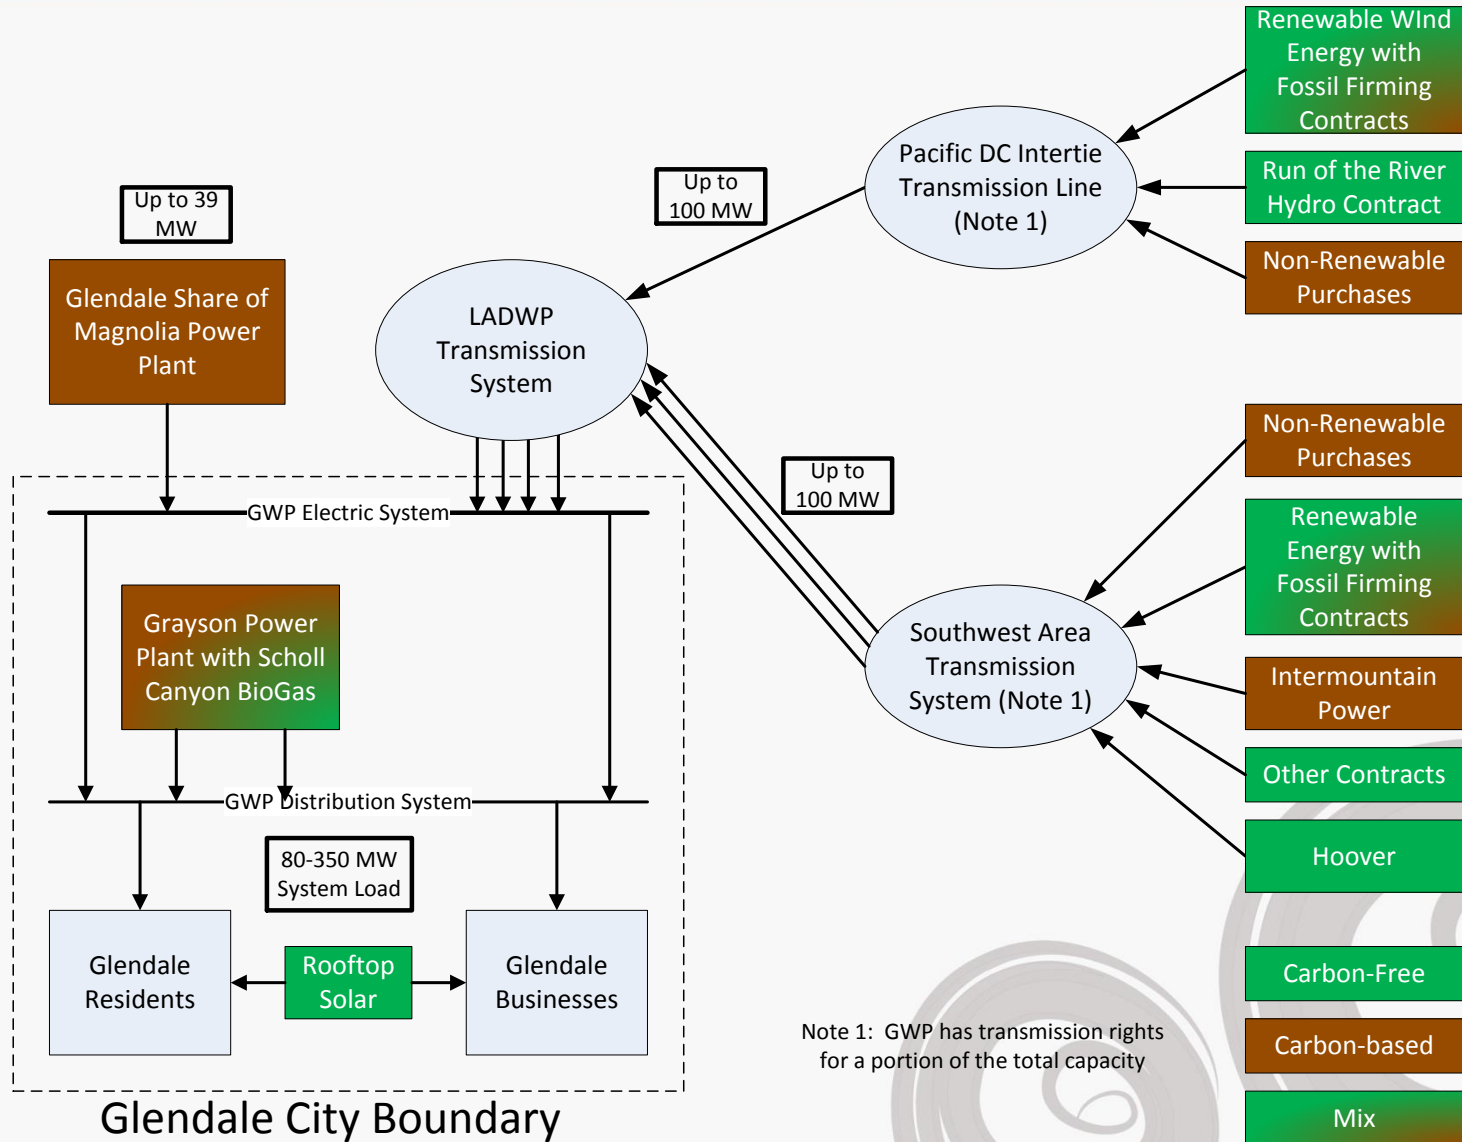 Renewable WInd
Energy with
Fossil Firming
Contracts
Pacific DC Intertie
Transmission Line
(Note 1)
Run of the River
Hydro Contract
Up to
100 MW
Up to 39
MW
Non-Renewable
Purchases
Glendale Share of
Magnolia Power
Plant
LADWP
Transmission
System
Non-Renewable
Purchases
Up to
100 MW
GWP Electric System
Renewable
Energy with
Fossil Firming
Contracts
Grayson Power
Plant with Scholl
Canyon BioGas
Southwest Area
Transmission
System (Note 1)
Intermountain
Power
Other Contracts
GWP Distribution System
80-350 MW
System Load
Hoover
Glendale
Residents
Rooftop
Solar
Glendale
Businesses
Carbon-Free
Note 1:  GWP has transmission rights
for a portion of the total capacity
Carbon-based
Glendale City Boundary
Mix